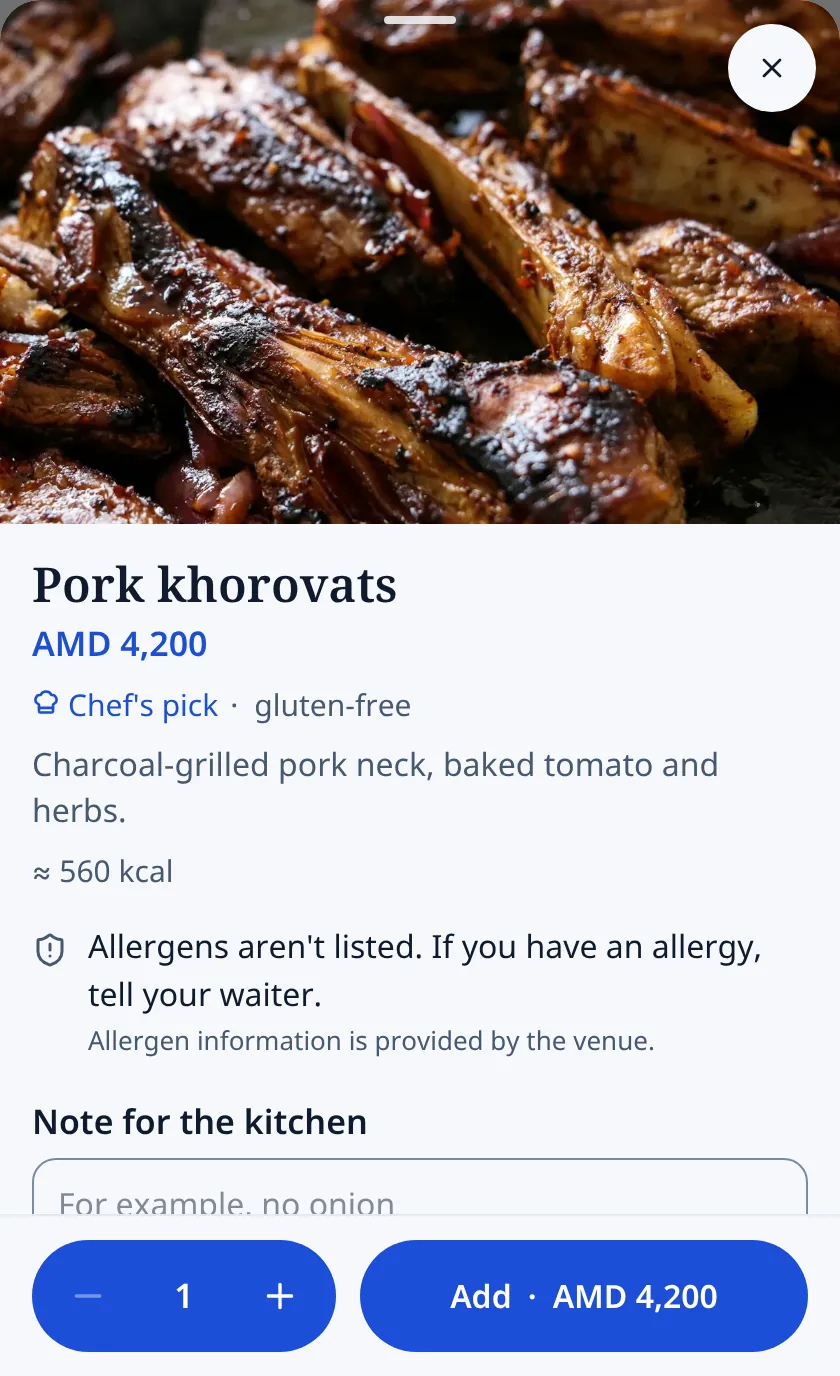 Pork khorovats
AMD 4,200
Chef's pick · gluten-free
Charcoal-grilled pork neck, baked tomato and
herbs.
≈ 560 kcal
Allergens aren't listed. If you have an allergy,
tell your waiter.
Allergen information is provided by the venue.
Note for the kitchen
For example, no onion
1
Add · AMD 4,200